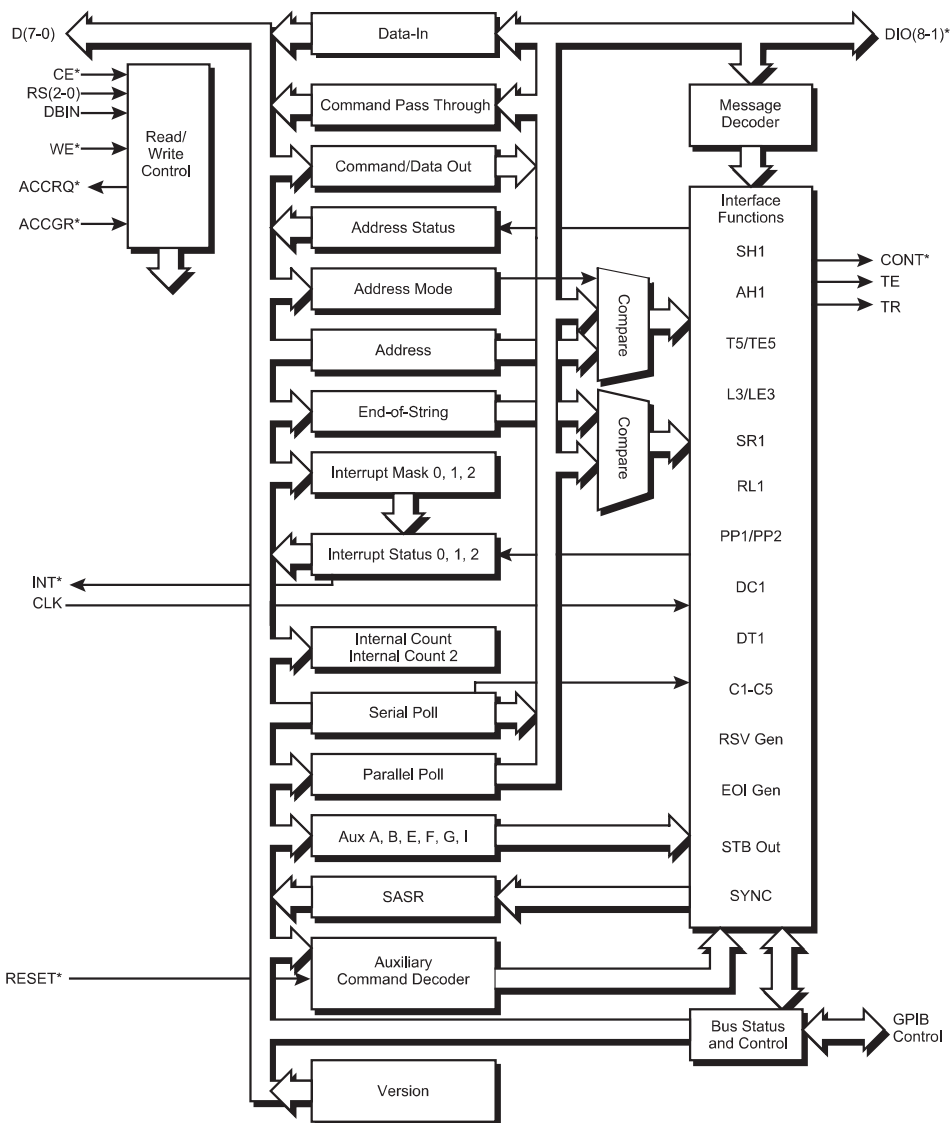 D(7-0)
Data-In
DIO(8-1)*
CE*
RS(2-0)
DBIN
WE*
ACCRQ*
ACCGR*
Read/
Write
Control
Command Pass Through
Command/Data Out
Address Status
Address Mode
Address
End-of-String
Interrupt Mask 0, 1, 2
Interrupt Status 0, 1, 2
INT*
CLK
Internal Count
Internal Count 2
Serial Poll
Parallel Poll
Aux A, B, E, F, G, I
SASR
RESET*
Auxiliary
Command Decoder
Version
Compare
Compare
Message
Decoder
Interface
Functions
SH1
AH1
T5/TE5
L3/LE3
SR1
RL1
PP1/PP2
DC1
DT1
C1-C5
RSV Gen
EOI Gen
STB Out
SYNC
CONT*
TE
TR
Bus Status
and Control
GPIB
Control